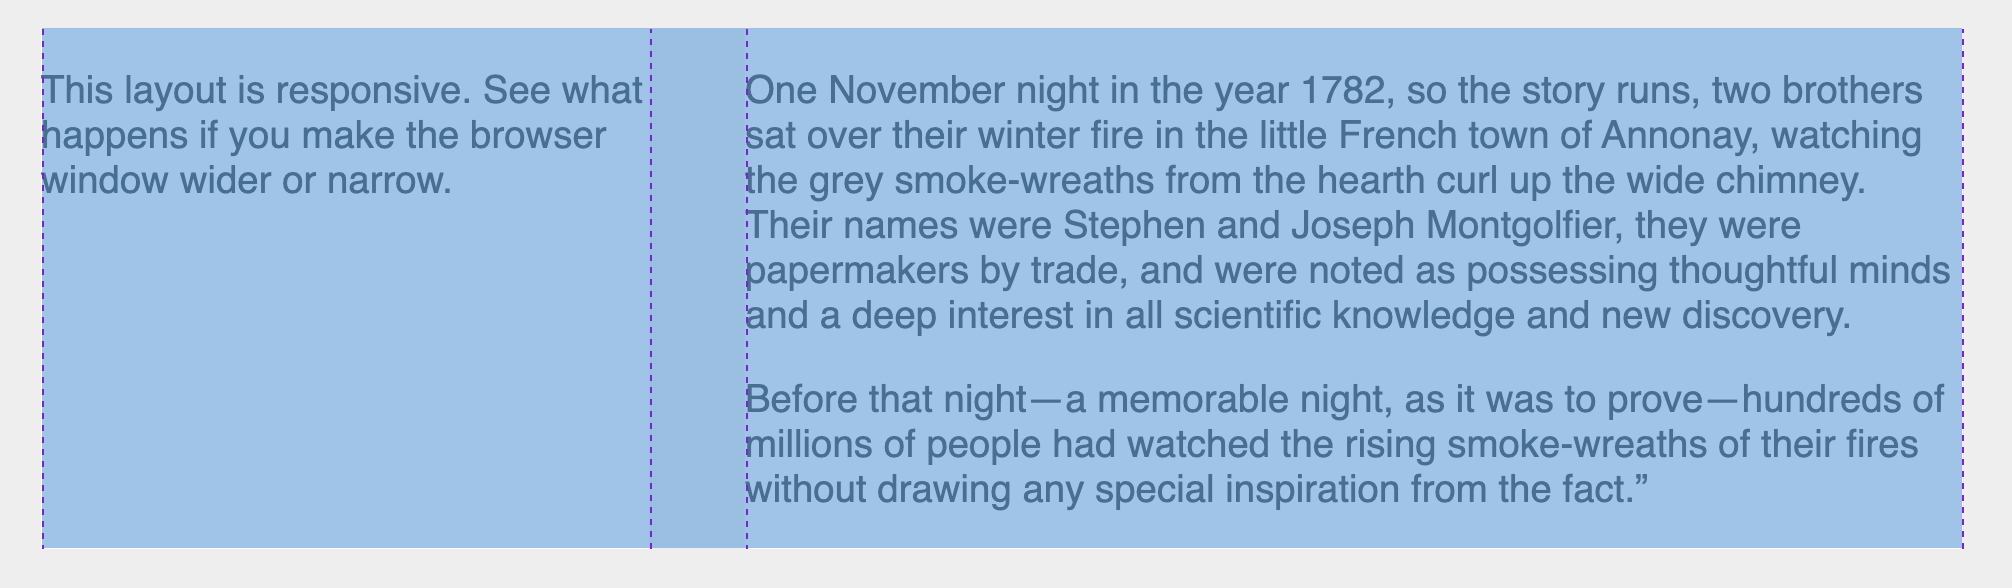 This layout is responsive. See what
happens if you make the browser
window wider or narrow.
One November night in the year 1782, so the story runs, two brothers
sat over their winter fire in the little French town of Annonay, watching
the grey smoke-wreaths from the hearth curl up the wide chimney.
Their names were Stephen and Joseph Montgolfier, they were
papermakers by trade, and were noted as possessing thoughtful minds
and a deep interest in all scientific knowledge and new discovery.
Before that night—a memorable night, as it was to prove—hundreds of
millions of people had watched the rising smoke-wreaths of their fires
without drawing any special inspiration from the fact.”